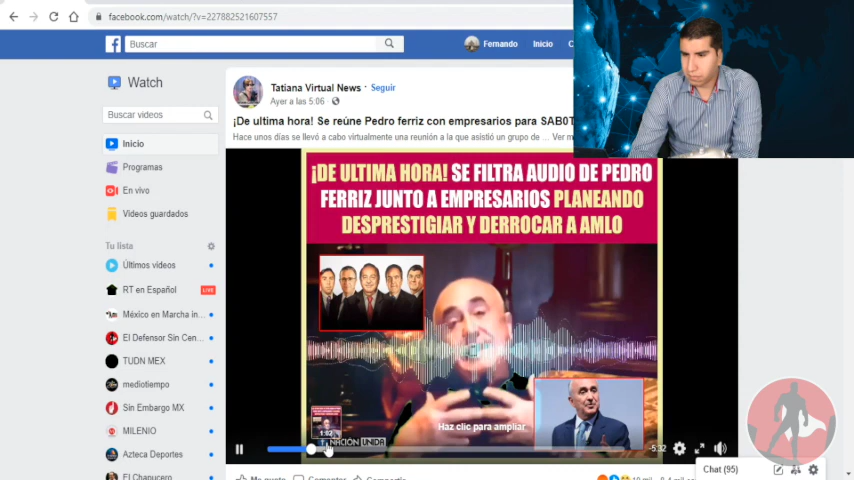 facebook.com/watch/?v=227882521607557
Buscar
Fernando
Inicio
Watch
Buscar videos
Inicio
Programas
En vivo
Videos guardados
Tu lista
Últimos videos
RT en Español
LIVE
México en Marcha in...
El Defensor Sin Cen...
TUDN MEX
mediotiempo
Sin Embargo MX
MILENIO
Azteca Deportes
El Chapucero
Tatiana Virtual News · Seguir
Ayer a las 5:06
¡De ultima hora! Se reúne Pedro ferriz con empresarios para SAB0T
Hace unos días se llevó a cabo virtualmente una reunión a la que asistió un grupo de ... Ver m
¡DE ULTIMA HORA! SE FILTRA AUDIO DE PEDRO
FERRIZ JUNTO A EMPRESARIOS PLANEANDO
DESPRESTIGIAR Y DERROCAR A AMLO
Haz clic para ampliar
1:02
NACIÓN UNIDA
-5:32
Chat (95)